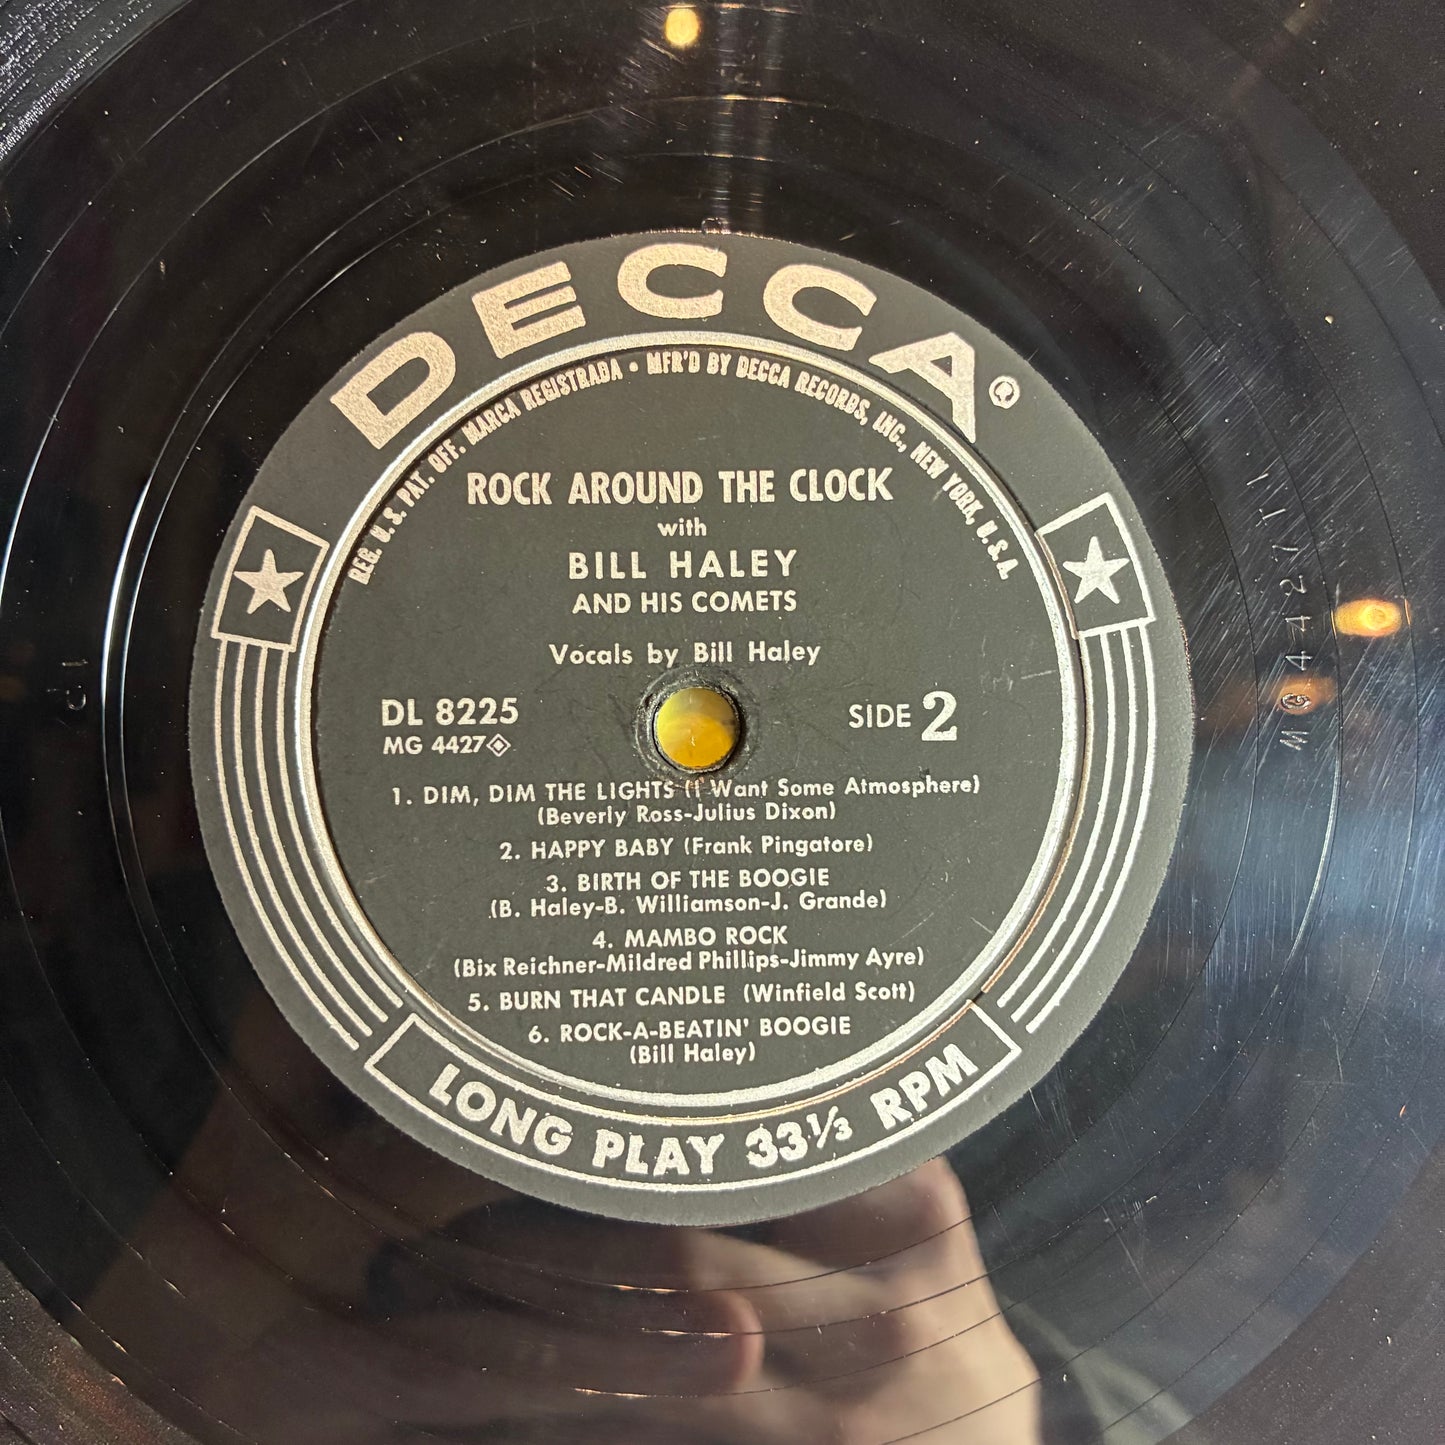 DECCA®
REG. U.S. PAT. OFF. MARCA REGISTRADA • MFR'D BY DECCA RECORDS, INC., NEW YORK, U.S.A.
ROCK AROUND THE CLOCK
with
BILL HALEY
AND HIS COMETS
Vocals by Bill Haley
DL 8225
MG 4427
SIDE 2
1. DIM, DIM THE LIGHTS (I Want Some Atmosphere)
(Beverly Ross-Julius Dixon)
2. HAPPY BABY (Frank Pingatore)
3. BIRTH OF THE BOOGIE
(B. Haley-B. Williamson-J. Grande)
4. MAMBO ROCK
(Bix Reichner-Mildred Phillips-Jimmy Ayre)
5. BURN THAT CANDLE (Winfield Scott)
6. ROCK-A-BEATIN' BOOGIE
(Bill Haley)
LONG PLAY 33⅓ RPM